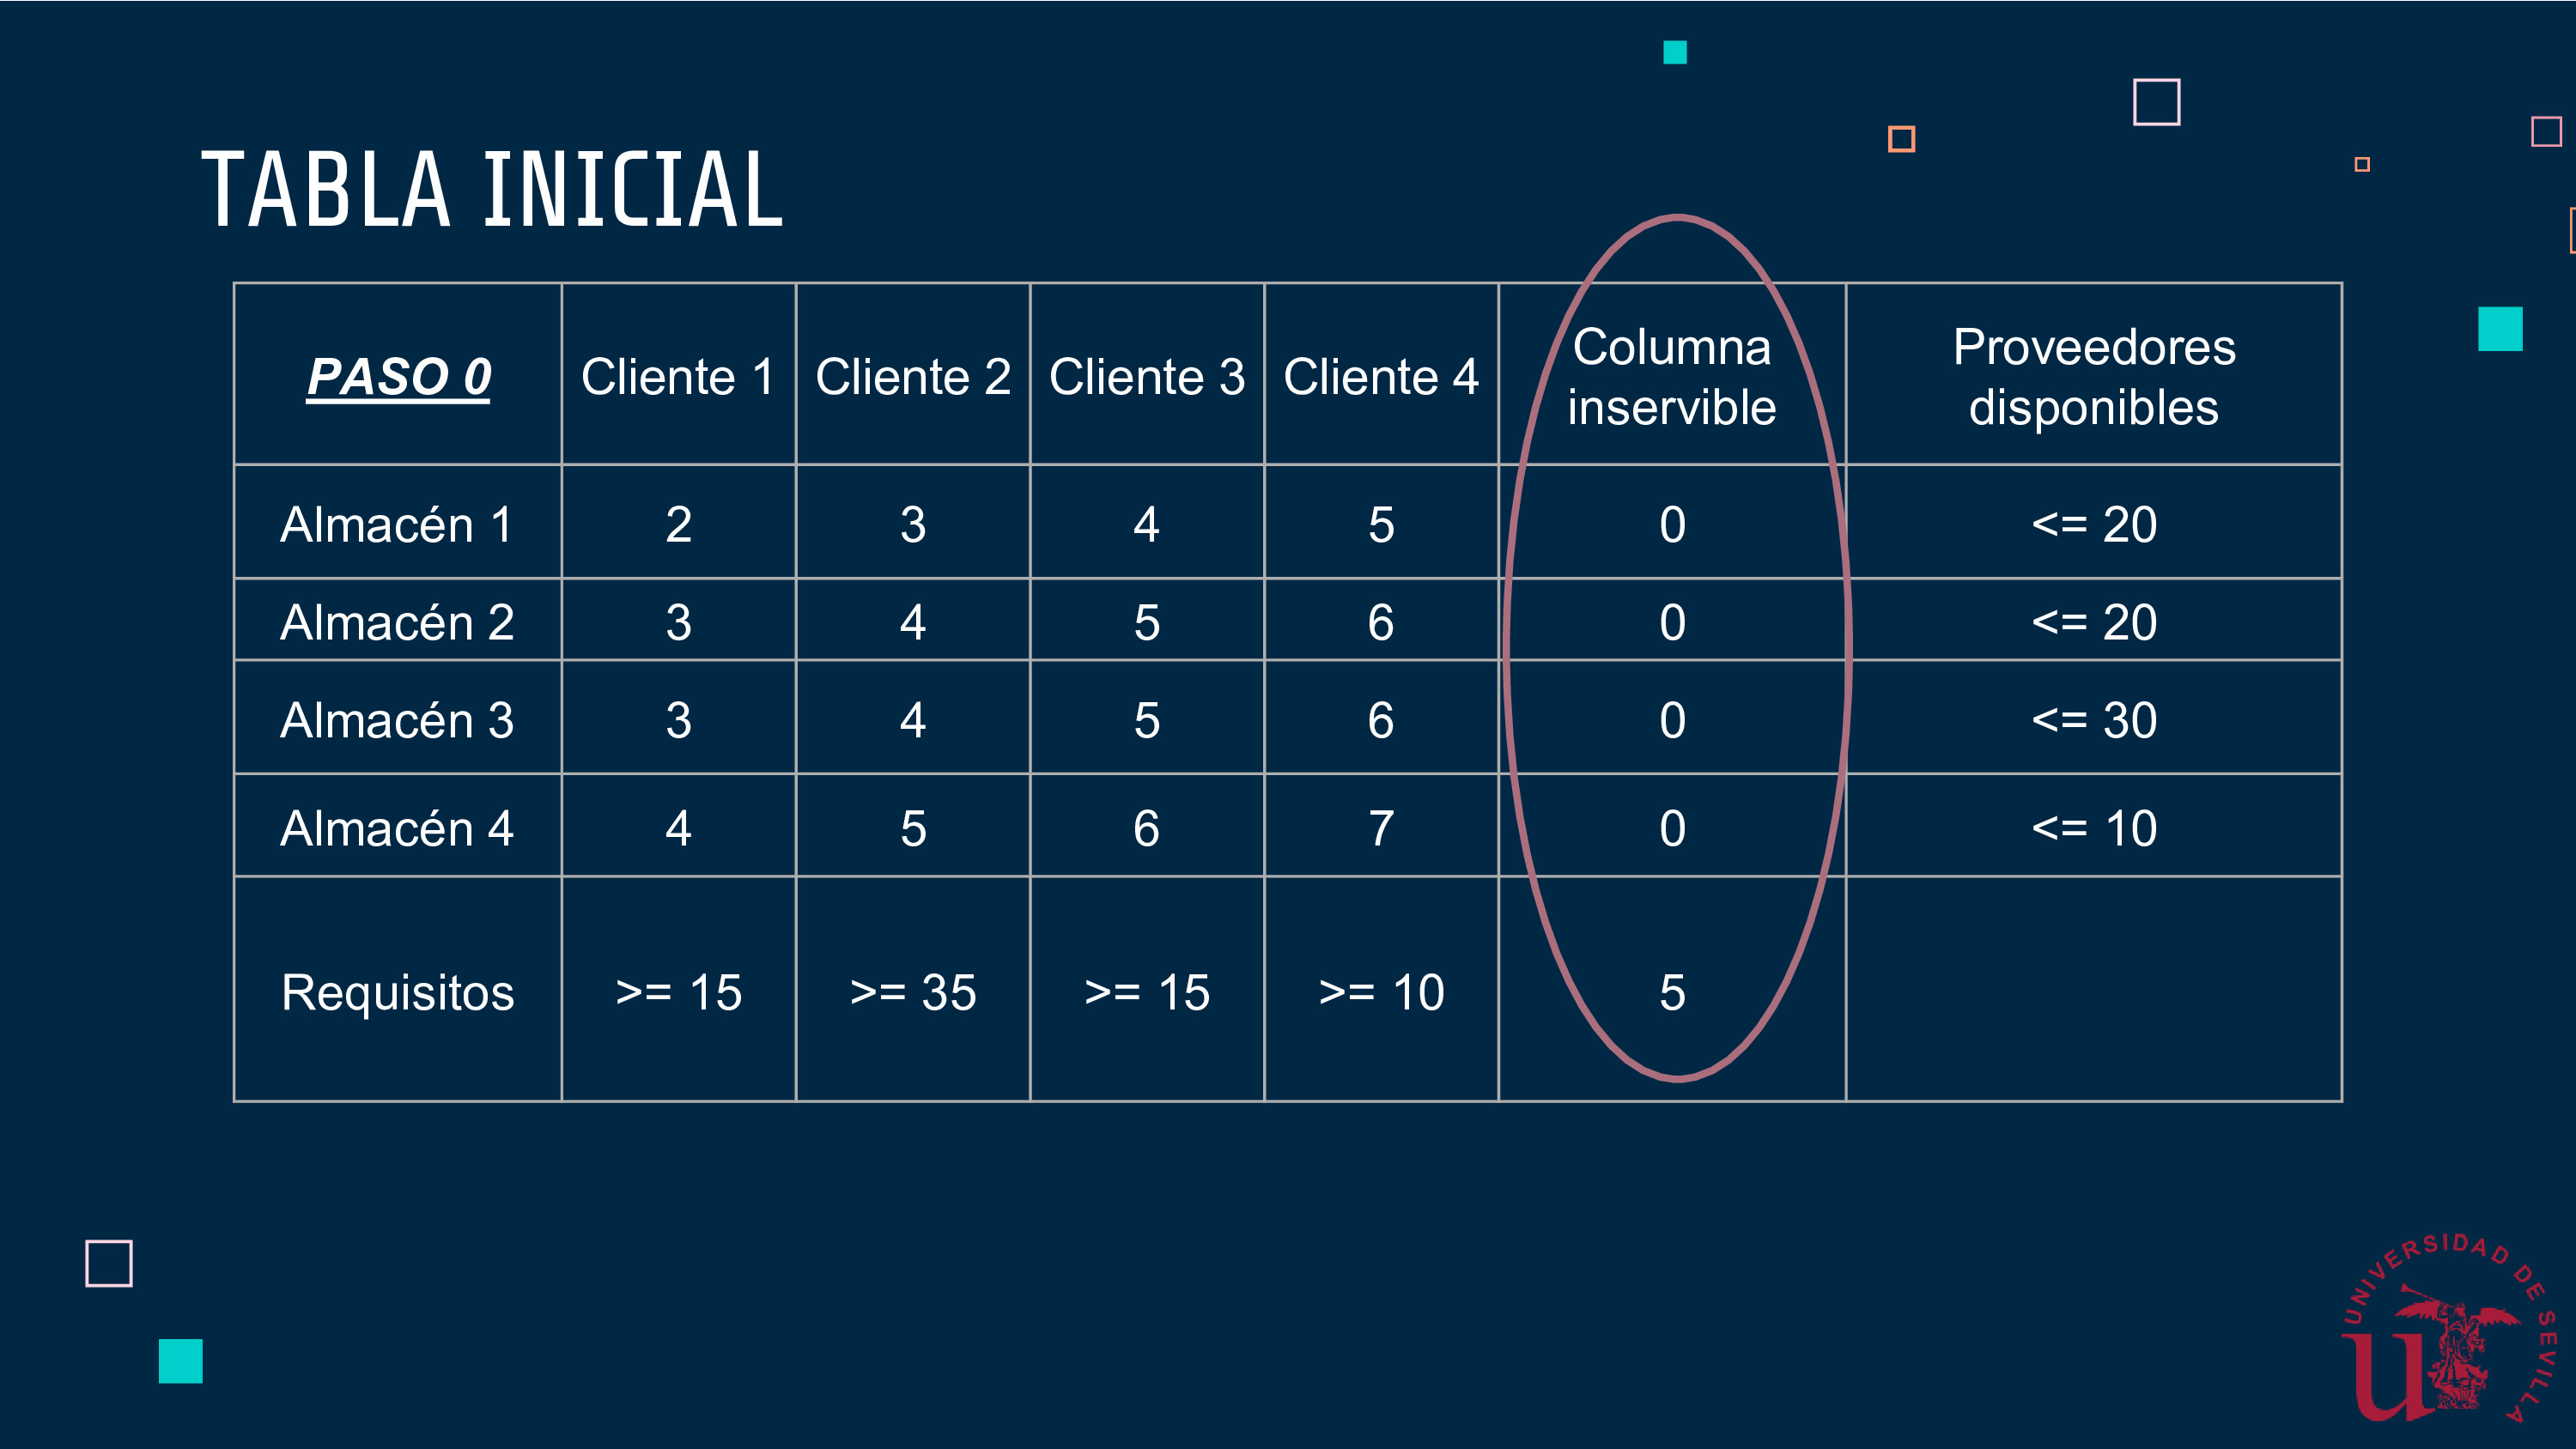 TABLA INICIAL
PASO 0 Cliente 1 Cliente 2 Cliente 3 Cliente 4 Columna inservible Proveedores disponibles
Almacén 1 2 3 4 5 0 <= 20
Almacén 2 3 4 5 6 0 <= 20
Almacén 3 3 4 5 6 0 <= 30
Almacén 4 4 5 6 7 0 <= 10
Requisitos >= 15 >= 35 >= 15 >= 10 5
UNIVERSIDAD DE SEVILLA
u